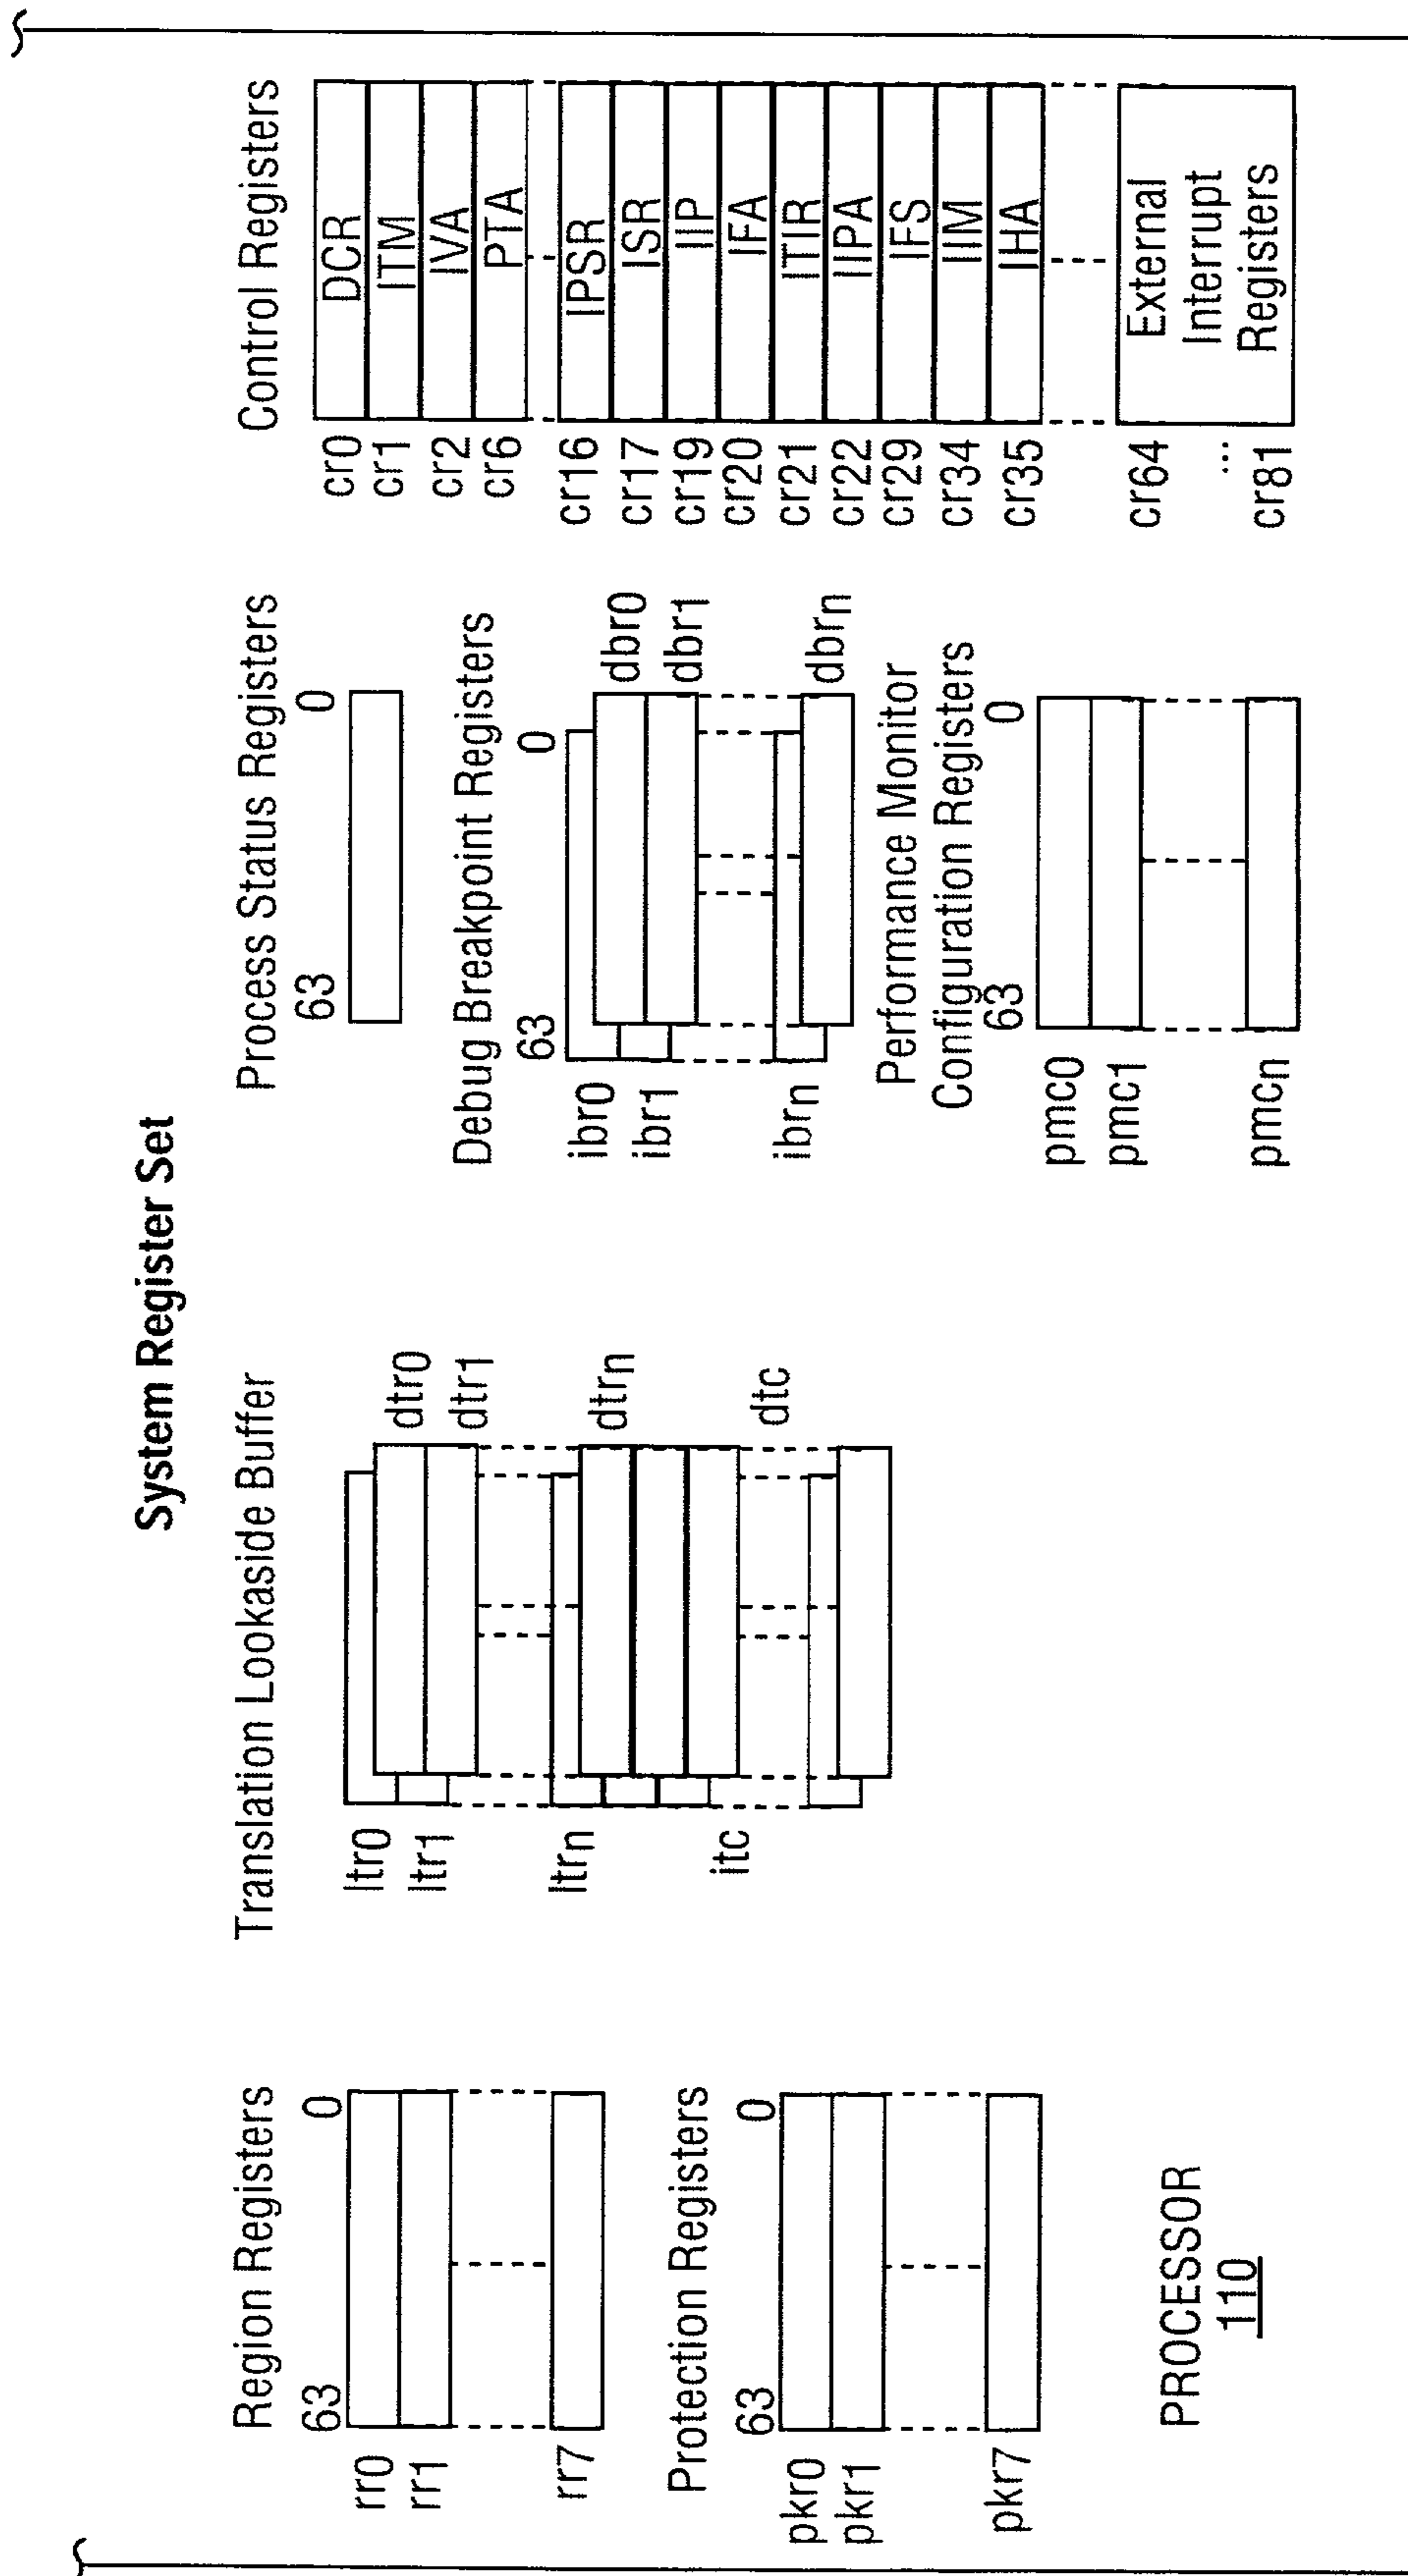 System Register Set
Region Registers
63 0
rr0
rr1
rr7
Protection Registers
63 0
pkr0
pkr1
pkr7
PROCESSOR
110
Translation Lookaside Buffer
ltr0
ltr1
ltrn
itc
dtr0
dtr1
dtrn
dtc
Process Status Registers
63 0
Debug Breakpoint Registers
63 0
ibr0
ibr1
ibrn
dbr0
dbr1
dbrn
Performance Monitor
Configuration Registers
63 0
pmc0
pmc1
pmcn
Control Registers
cr0 DCR
cr1 ITM
cr2 IVA
cr6 PTA
cr16 IPSR
cr17 ISR
cr19 IIP
cr20 IFA
cr21 ITIR
cr22 IIPA
cr29 IFS
cr34 IIM
cr35 IHA
cr64
...
cr81
External
Interrupt
Registers